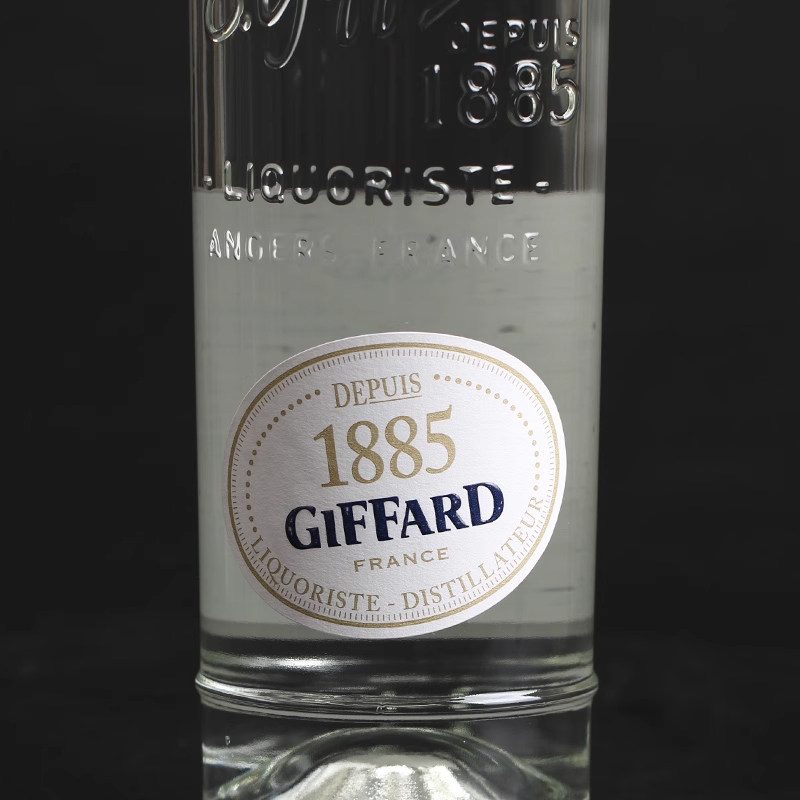 DEPUIS
1885
- LIQUORISTE -
ANGERS-FRANCE
DEPUIS
1885
GIFFARD
FRANCE
LIQUORISTE - DISTILLATEUR